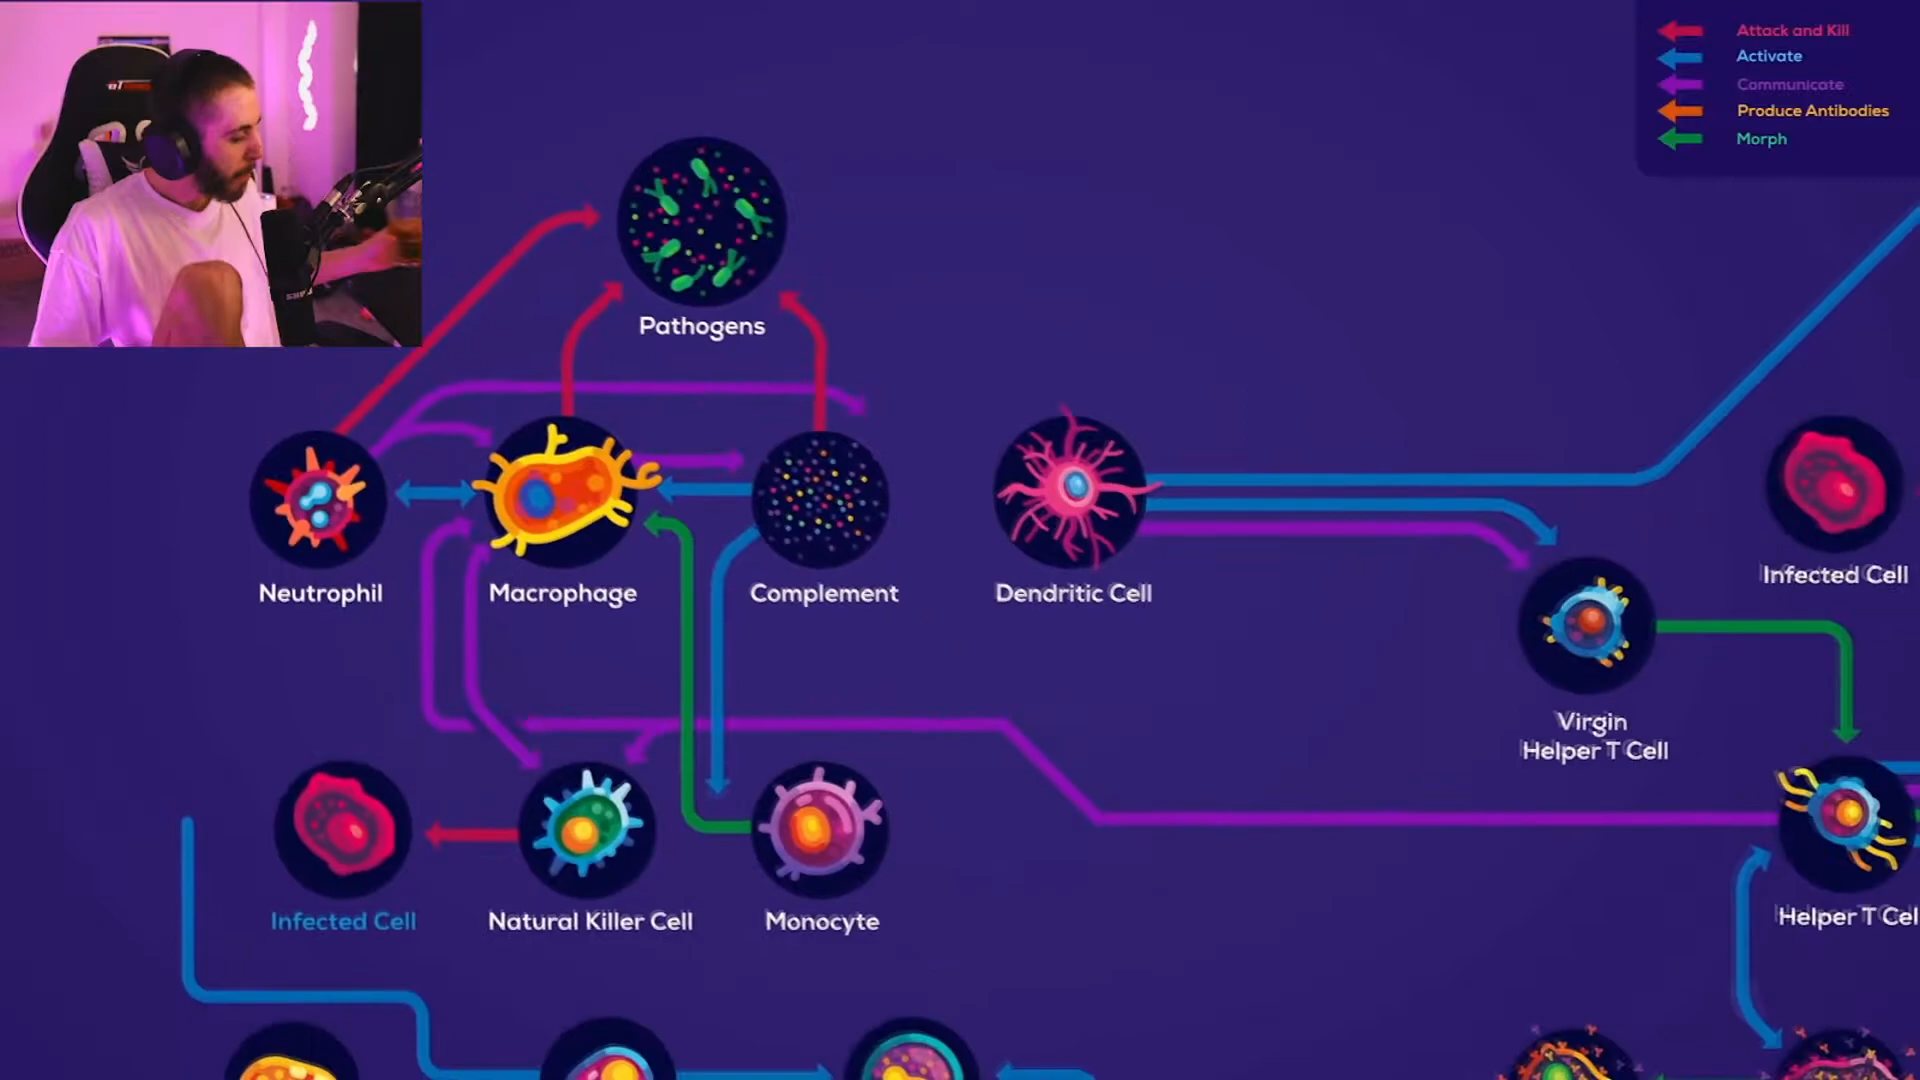 Attack and Kill
Activate
Communicate
Produce Antibodies
Morph
Pathogens
Neutrophil
Macrophage
Complement
Dendritic Cell
Infected Cell
Virgin
Helper T Cell
Infected Cell
Natural Killer Cell
Monocyte
Helper T Cel